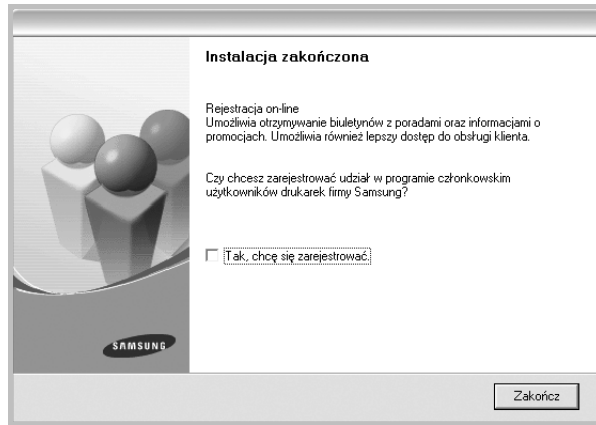 Instalacja zakończona
Rejestracja on-line
Umożliwia otrzymywanie biuletynów z poradami oraz informacjami o
promocjach. Umożliwia również lepszy dostęp do obsługi klienta.
Czy chcesz zarejestrować udział w programie członkowskim
użytkowników drukarek firmy Samsung?
Tak, chcę się zarejestrować.
SAMSUNG
Zakończ